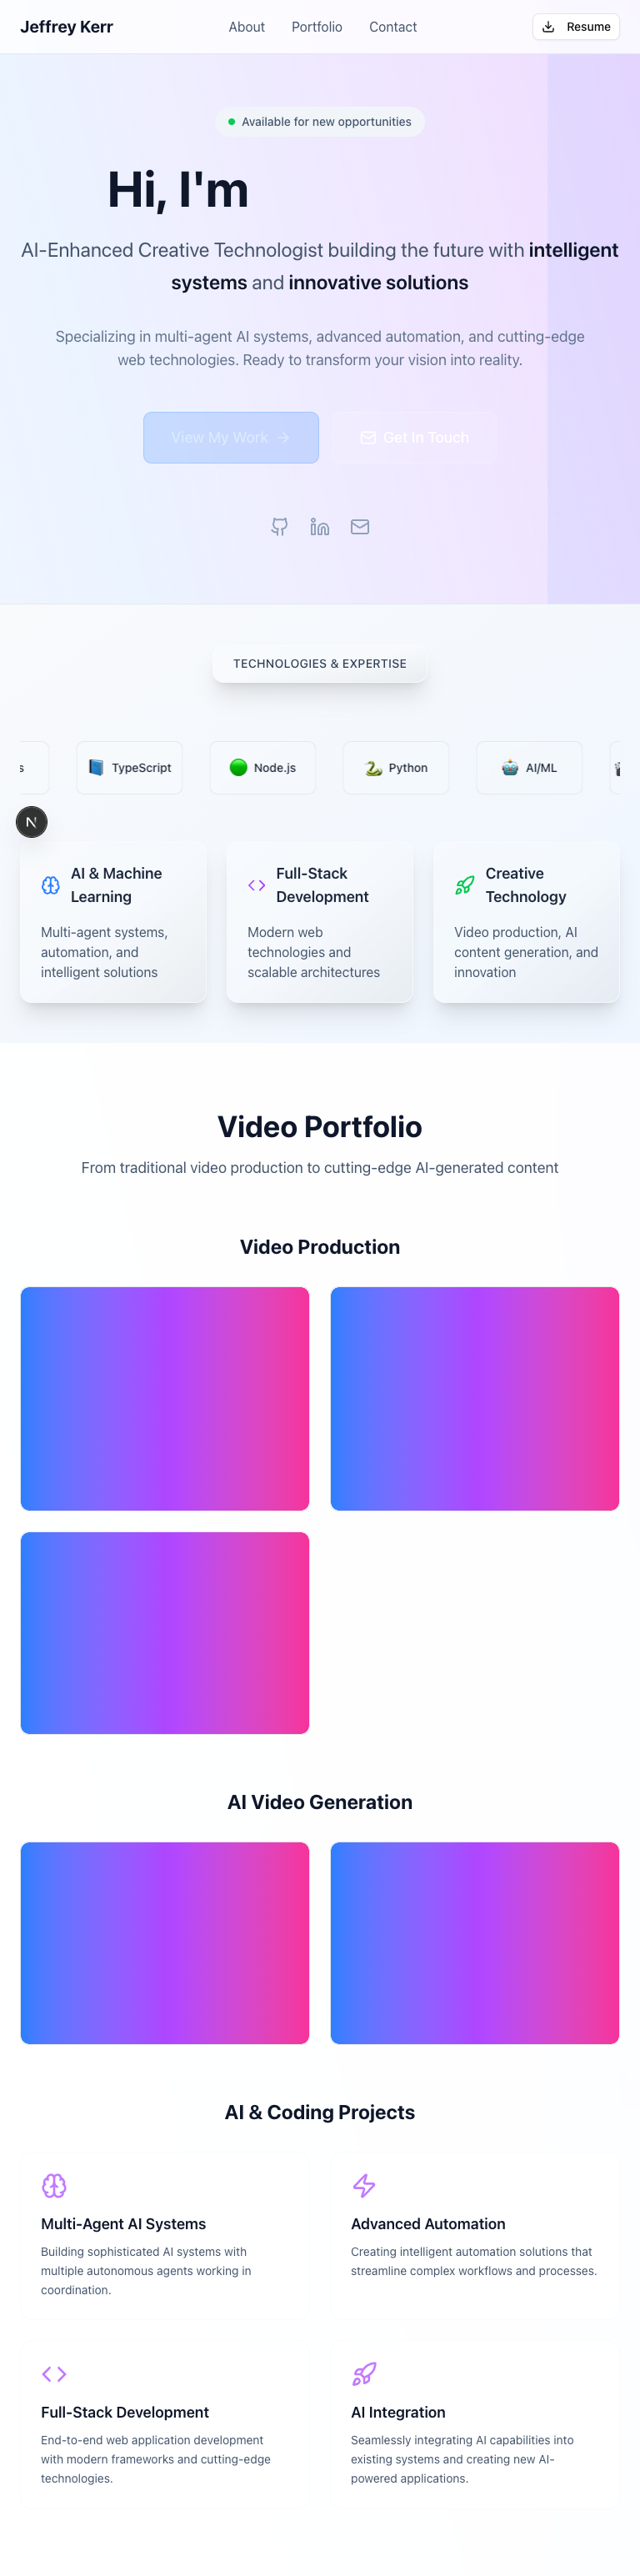 Jeffrey Kerr
About Portfolio Contact
Resume
Available for new opportunities
Hi, I'm
AI-Enhanced Creative Technologist building the future with intelligent
systems and innovative solutions
Specializing in multi-agent AI systems, advanced automation, and cutting-edge
web technologies. Ready to transform your vision into reality.
View My Work
Get In Touch
TECHNOLOGIES & EXPERTISE
s
TypeScript
Node.js
Python
AI/ML
N
AI & Machine
Learning
Multi-agent systems,
automation, and
intelligent solutions
Full-Stack
Development
Modern web
technologies and
scalable architectures
Creative
Technology
Video production, AI
content generation, and
innovation
Video Portfolio
From traditional video production to cutting-edge AI-generated content
Video Production
AI Video Generation
AI & Coding Projects
Multi-Agent AI Systems
Building sophisticated AI systems with
multiple autonomous agents working in
coordination.
Advanced Automation
Creating intelligent automation solutions that
streamline complex workflows and processes.
Full-Stack Development
End-to-end web application development
with modern frameworks and cutting-edge
technologies.
AI Integration
Seamlessly integrating AI capabilities into
existing systems and creating new AI-
powered applications.